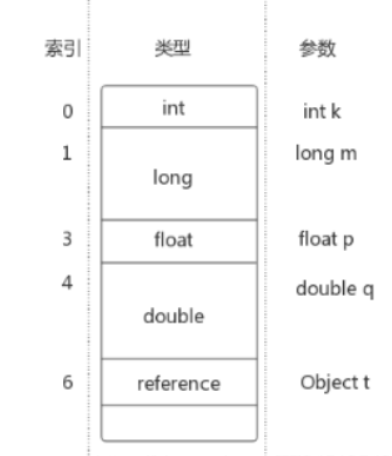 索引 类型 参数
0 int int k
1 long m
long
3 float float p
4 double q
double
6 reference Object t